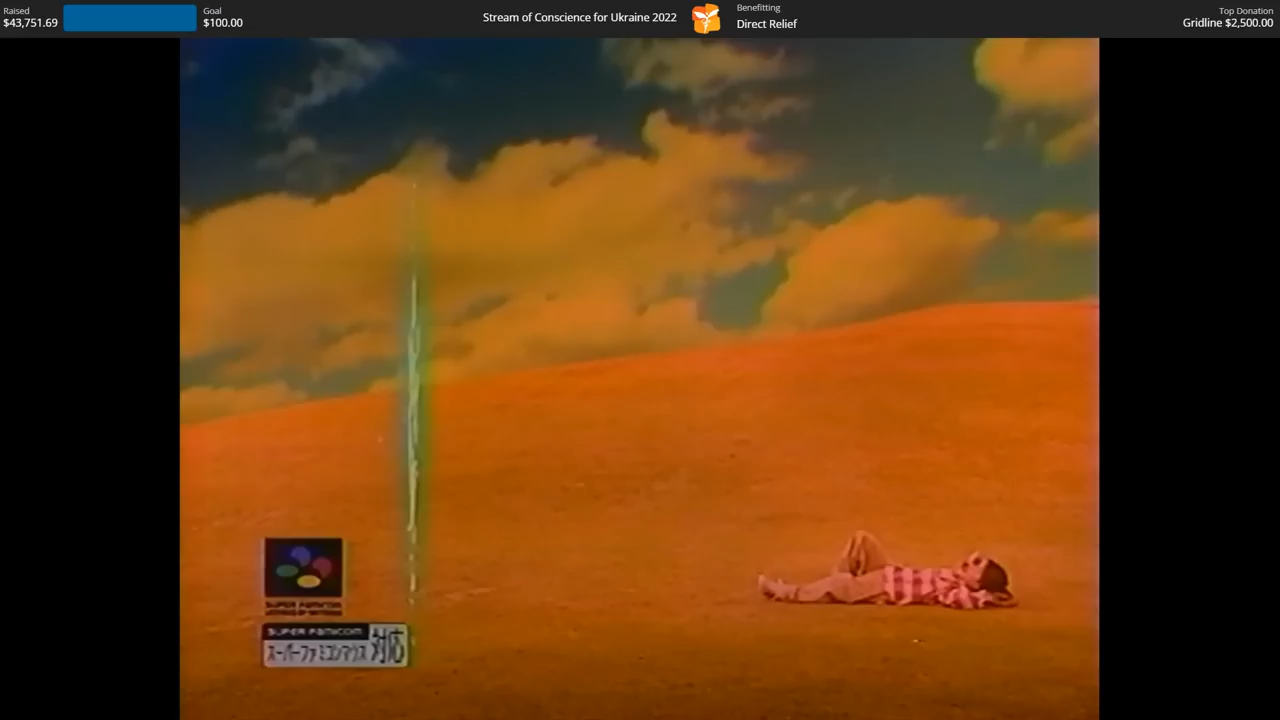 Raised
$43,751.69
Goal
$100.00
Stream of Conscience for Ukraine 2022
Benefitting
Direct Relief
Top Donation
Gridline $2,500.00
SUPER FAMICOM
SUPER FAMICOM
スーパーファミコンマウス 対応